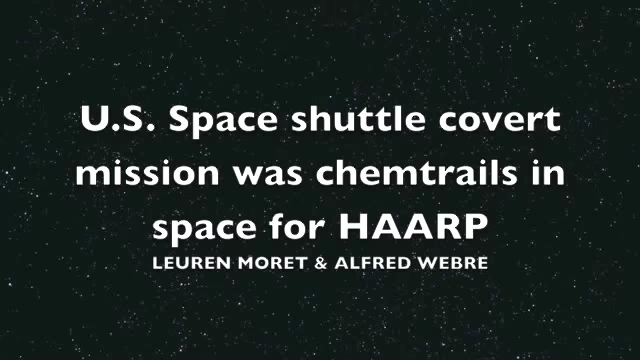 U.S. Space shuttle covert
mission was chemtrails in
space for HAARP
LEUREN MORET & ALFRED WEBRE